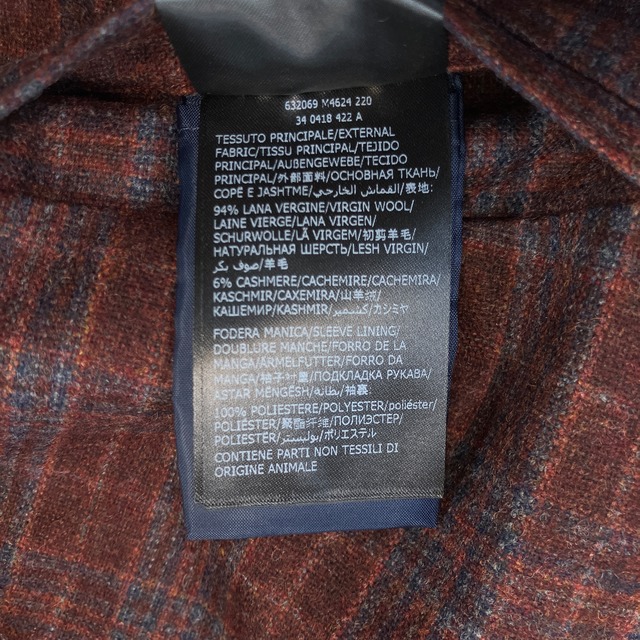 632069 M4624 220
34 0418 422 A
TESSUTO PRINCIPALE/EXTERNAL
FABRIC/TISSU PRINCIPAL/TEJIDO
PRINCIPAL/AUßENGEWEBE/TECIDO
PRINCIPAL/外部面料/ОСНОВНАЯ ТКАНЬ/
COPË E JASHTME/القماش الخارجي/表地:
94% LANA VERGINE/VIRGIN WOOL/
LAINE VIERGE/LANA VIRGEN/
SCHURWOLLE/LÃ VIRGEM/初剪羊毛/
НАТУРАЛЬНАЯ ШЕРСТЬ/LESH VIRGJN/
صوف بكر/羊毛
6% CASHMERE/CACHEMIRE/CACHEMIRA/
KASCHMIR/CAXEMIRA/山羊绒/
КАШЕМИР/KASHMIR/كشمير/カシミヤ
FODERA MANICA/SLEEVE LINING/
DOUBLURE MANCHE/FORRO DE LA
MANGA/ÄRMELFUTTER/FORRO DA
MANGA/袖子叶里/ПОДКЛАДКА РУКАВА/
ASTAR MËNGËSH/بطانة/袖裏
100% POLIESTERE/POLYESTER/poliéster/
POLIÉSTER/聚酯纤维/ПОЛИЭСТЕР/
POLIESTER/بوليستر/ポリエステル
CONTIENE PARTI NON TESSILI DI
ORIGINE ANIMALE